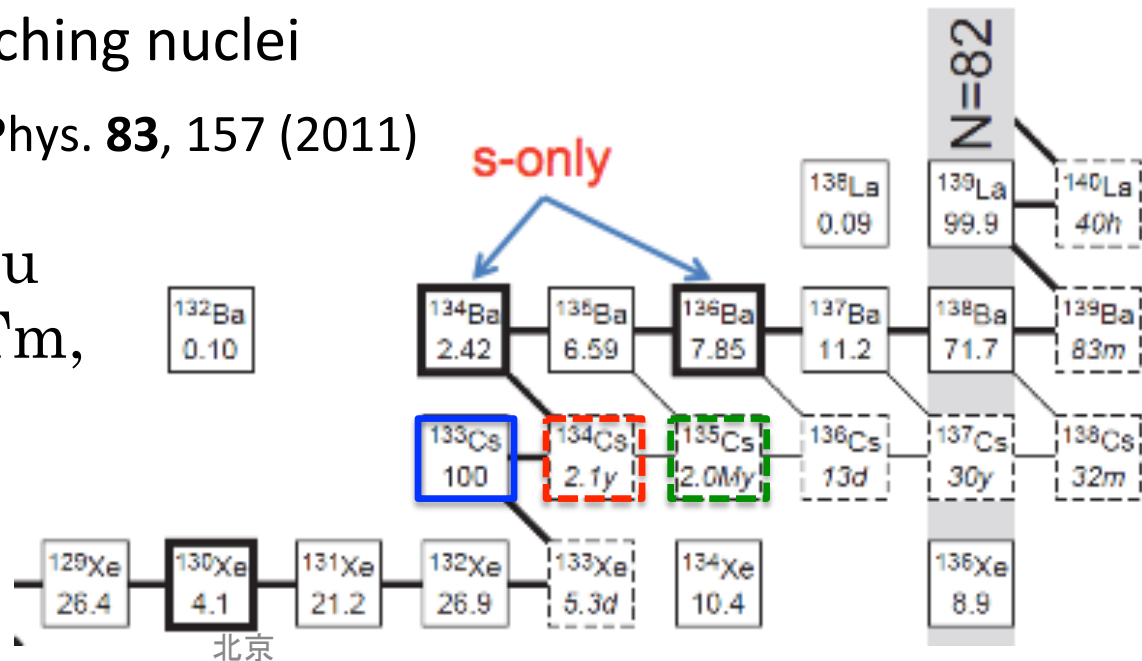 ching nuclei
Phys. 83, 157 (2011)
s-only
N=82
u
Tm,
¹³⁸La
0.09
¹³⁹La
99.9
¹⁴⁰La
40h
¹³²Ba
0.10
¹³⁴Ba
2.42
¹³⁵Ba
6.59
¹³⁶Ba
7.85
¹³⁷Ba
11.2
¹³⁸Ba
71.7
¹³⁹Ba
83m
¹³³Cs
100
¹³⁴Cs
2.1y
¹³⁵Cs
2.0My
¹³⁶Cs
13d
¹³⁷Cs
30y
¹³⁸Cs
32m
¹²⁹Xe
26.4
¹³⁰Xe
4.1
¹³¹Xe
21.2
¹³²Xe
26.9
¹³³Xe
5.3d
¹³⁴Xe
10.4
¹³⁶Xe
8.9
北京